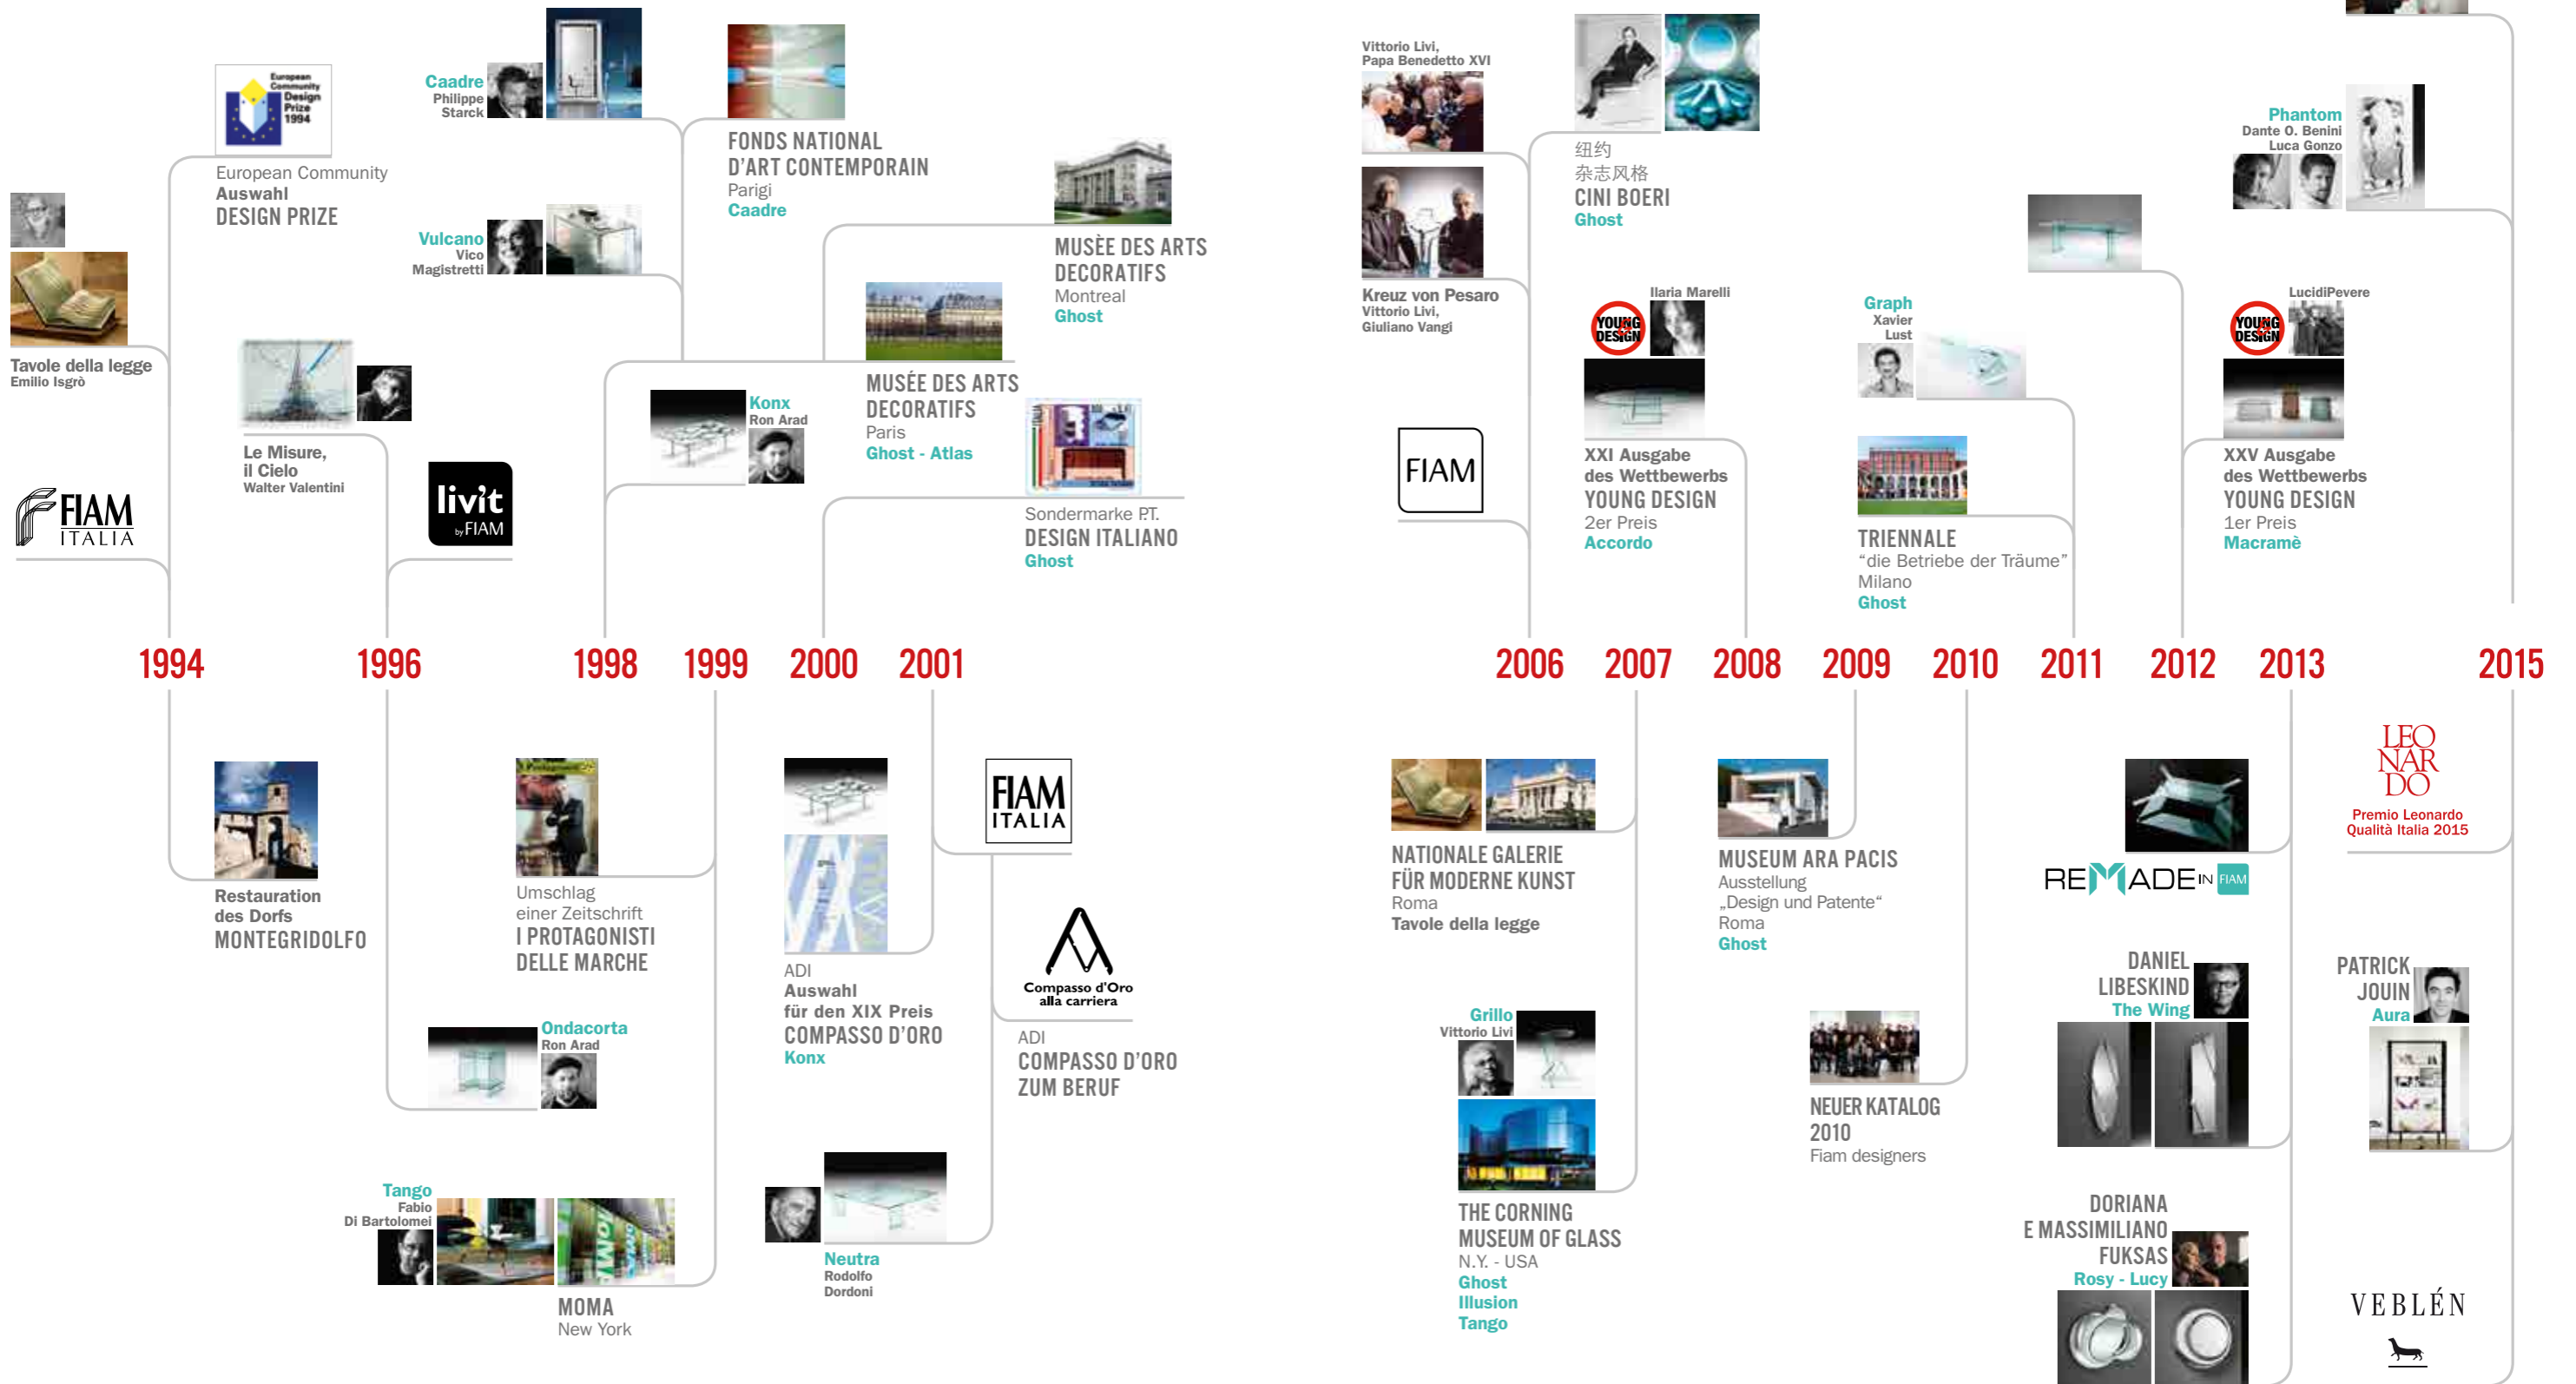 European
Community
Design
Prize
1994
European Community
Auswahl
DESIGN PRIZE
Tavole della legge
Emilio Isgrò
FIAM
ITALIA
Le Misure,
il Cielo
Walter Valentini
livit
by FIAM
Caadre
Philippe
Starck
Vulcano
Vico
Magistretti
FONDS NATIONAL
D'ART CONTEMPORAIN
Parigi
Caadre
MUSÈE DES ARTS
DECORATIFS
Montreal
Ghost
MUSÉE DES ARTS
DECORATIFS
Paris
Ghost - Atlas
Konx
Ron Arad
Sondermarke P.T.
DESIGN ITALIANO
Ghost
Vittorio Livi,
Papa Benedetto XVI
Kreuz von Pesaro
Vittorio Livi,
Giuliano Vangi
FIAM
纽约
杂志风格
CINI BOERI
Ghost
Ilaria Marelli
YOUNG
DESIGN
XXI Ausgabe
des Wettbewerbs
YOUNG DESIGN
2er Preis
Accordo
Graph
Xavier
Lust
TRIENNALE
“die Betriebe der Träume”
Milano
Ghost
Phantom
Dante O. Benini
Luca Gonzo
LucidiPevere
YOUNG
DESIGN
XXV Ausgabe
des Wettbewerbs
YOUNG DESIGN
1er Preis
Macramè
1994 1996 1998 1999 2000 2001 2006 2007 2008 2009 2010 2011 2012 2013 2015
Restauration
des Dorfs
MONTEGRIDOLFO
Umschlag
einer Zeitschrift
I PROTAGONISTI
DELLE MARCHE
Ondacorta
Ron Arad
Tango
Fabio
Di Bartolomei
MOMA
New York
ADI
Auswahl
für den XIX Preis
COMPASSO D'ORO
Konx
FIAM
ITALIA
Compasso d'Oro
alla carriera
ADI
COMPASSO D'ORO
ZUM BERUF
Neutra
Rodolfo
Dordoni
NATIONALE GALERIE
FÜR MODERNE KUNST
Roma
Tavole della legge
Grillo
Vittorio Livi
THE CORNING
MUSEUM OF GLASS
N.Y. - USA
Ghost
Illusion
Tango
MUSEUM ARA PACIS
Ausstellung
„Design und Patente“
Roma
Ghost
NEUER KATALOG
2010
Fiam designers
REMADE IN FIAM
DANIEL
LIBESKIND
The Wing
DORIANA
E MASSIMILIANO
FUKSAS
Rosy - Lucy
LEO
NAR
DO
Premio Leonardo
Qualità Italia 2015
PATRICK
JOUIN
Aura
VEBLÉN